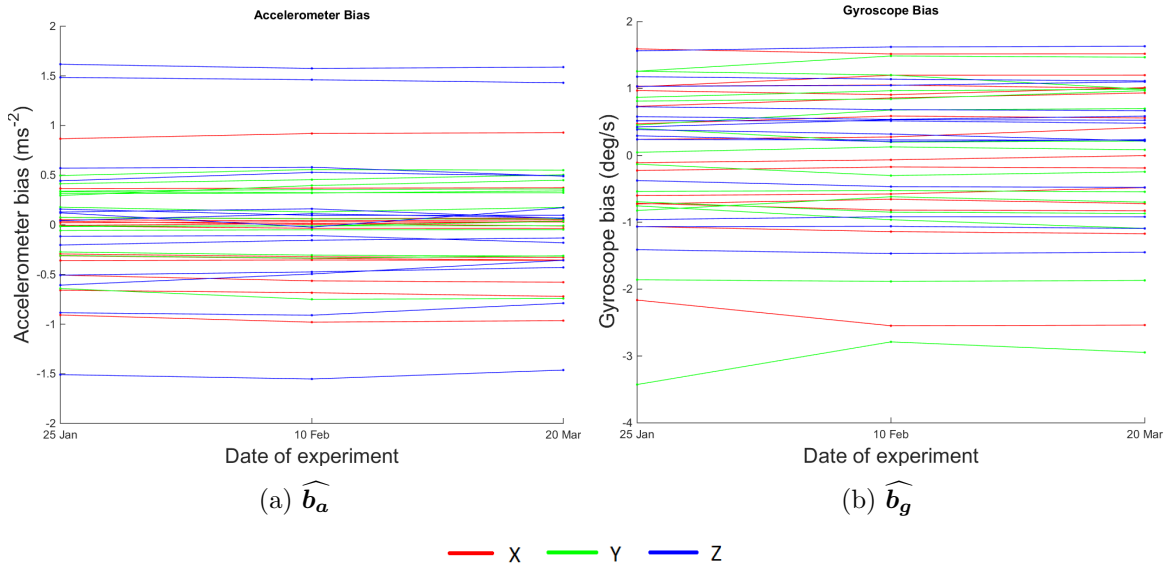 Accelerometer Bias
2
1.5
1
0.5
0
-0.5
-1
-1.5
-2
Accelerometer bias (ms⁻²)
25 Jan
10 Feb
20 Mar
Date of experiment
(a) b̂ₐ
Gyroscope Bias
2
1
0
-1
-2
-3
-4
Gyroscope bias (deg/s)
25 Jan
10 Feb
20 Mar
Date of experiment
(b) b̂_g
X Y Z